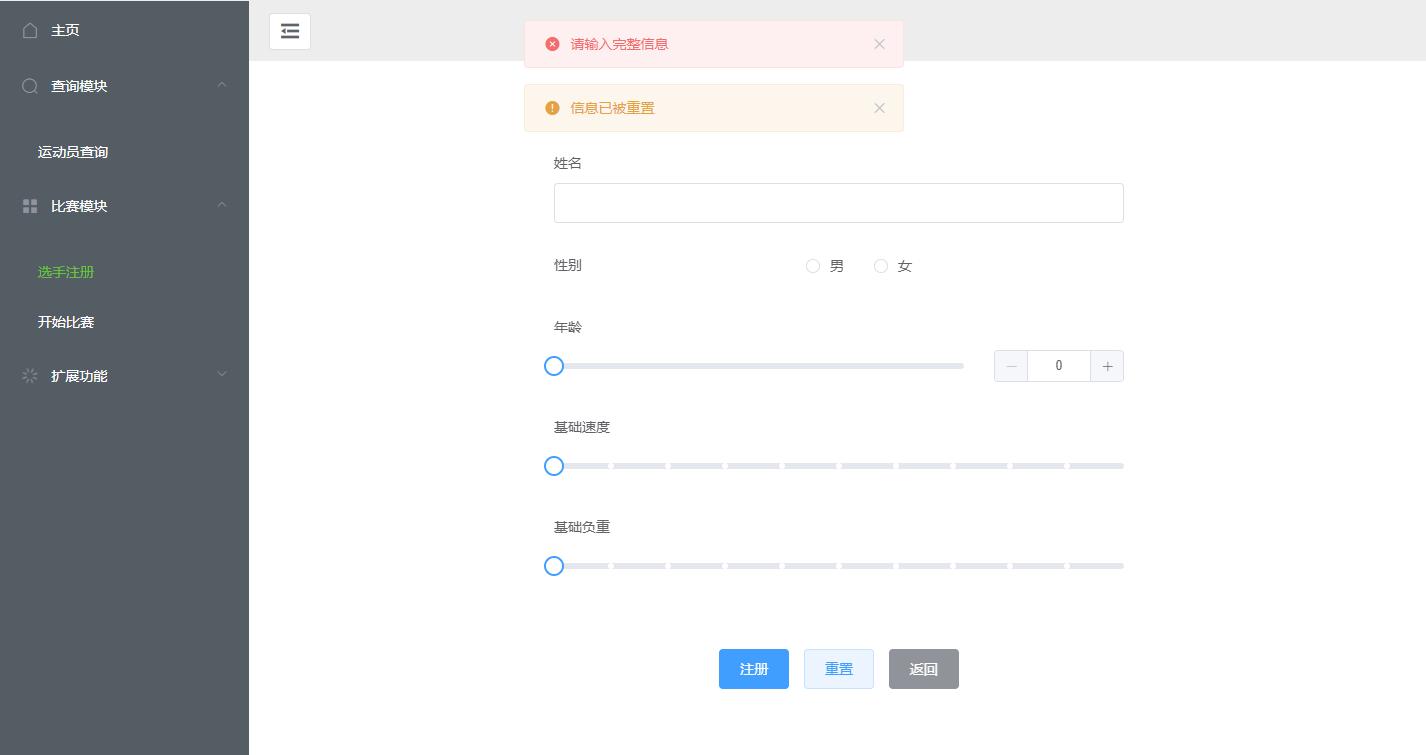 主页
查询模块
运动员查询
比赛模块
选手注册
开始比赛
扩展功能
请输入完整信息
信息已被重置
姓名
性别 男 女
年龄
0
基础速度
基础负重
注册 重置 返回